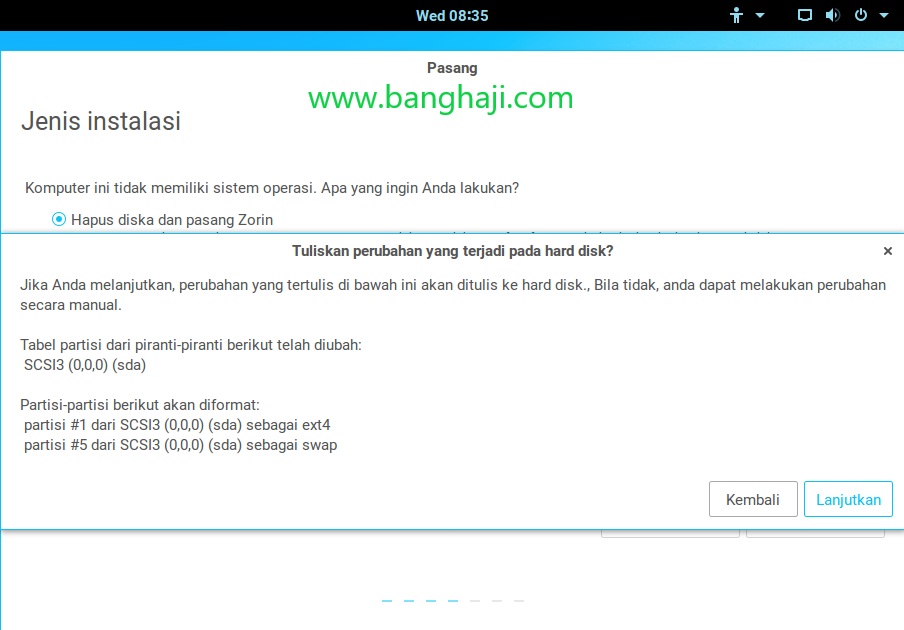 Wed 08:35
Pasang
www.banghaji.com
Jenis instalasi
Komputer ini tidak memiliki sistem operasi. Apa yang ingin Anda lakukan?
Hapus diska dan pasang Zorin
Tuliskan perubahan yang terjadi pada hard disk?
Jika Anda melanjutkan, perubahan yang tertulis di bawah ini akan ditulis ke hard disk., Bila tidak, anda dapat melakukan perubahan
secara manual.
Tabel partisi dari piranti-piranti berikut telah diubah:
SCSI3 (0,0,0) (sda)
Partisi-partisi berikut akan diformat:
partisi #1 dari SCSI3 (0,0,0) (sda) sebagai ext4
partisi #5 dari SCSI3 (0,0,0) (sda) sebagai swap
Kembali
Lanjutkan